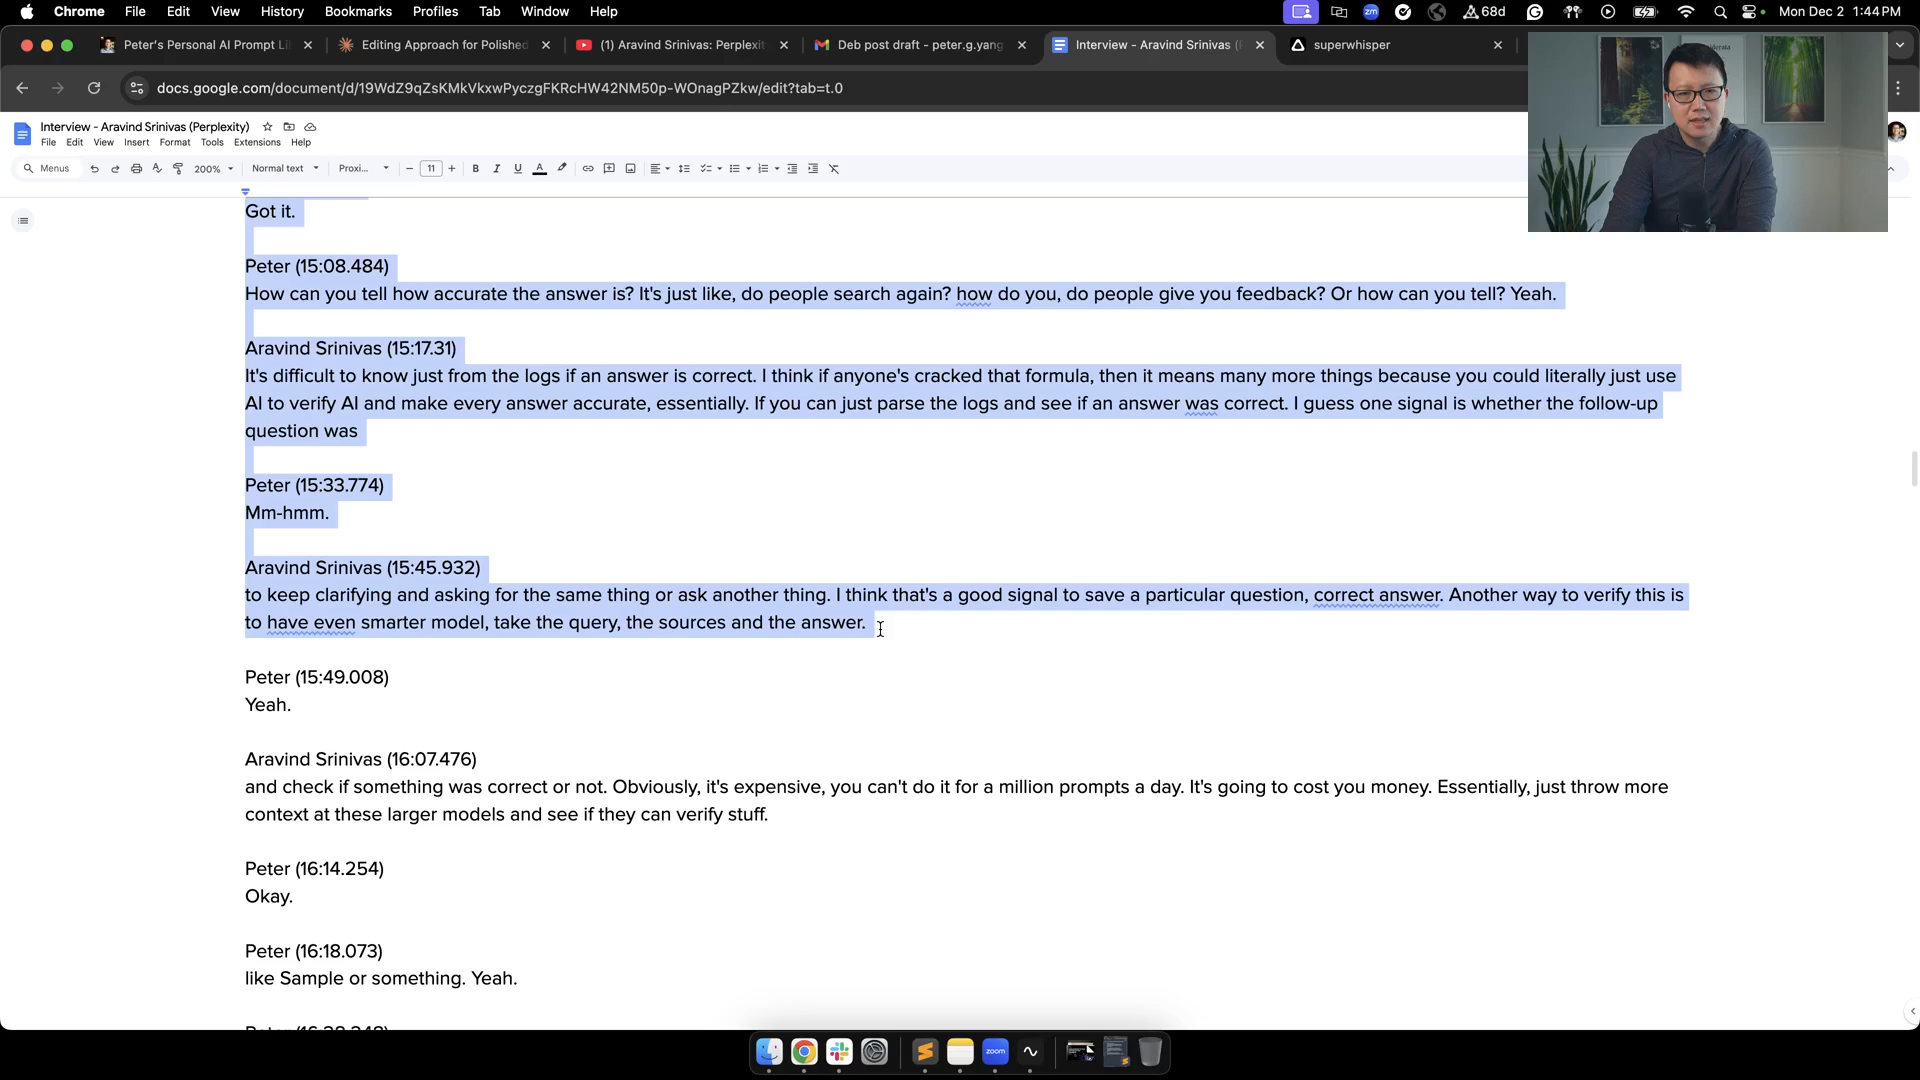 Chrome File Edit View History Bookmarks Profiles Tab Window Help zm 68d Mon Dec 2 1:44 PM
Peter's Personal AI Prompt Li Editing Approach for Polished (1) Aravind Srinivas: Perplexit Deb post draft - peter.g.yang Interview - Aravind Srinivas ( superwhisper
docs.google.com/document/d/19WdZ9qZsKMkVkxwPyczgFKRcHW42NM50p-WOnagPZkw/edit?tab=t.0
Interview - Aravind Srinivas (Perplexity)
File Edit View Insert Format Tools Extensions Help
Menus 200% Normal text Proxi... 11 B I U A
Got it.
Peter (15:08.484)
How can you tell how accurate the answer is? It's just like, do people search again? how do you, do people give you feedback? Or how can you tell? Yeah.
Aravind Srinivas (15:17.31)
It's difficult to know just from the logs if an answer is correct. I think if anyone's cracked that formula, then it means many more things because you could literally just use
AI to verify AI and make every answer accurate, essentially. If you can just parse the logs and see if an answer was correct. I guess one signal is whether the follow-up
question was
Peter (15:33.774)
Mm-hmm.
Aravind Srinivas (15:45.932)
to keep clarifying and asking for the same thing or ask another thing. I think that's a good signal to save a particular question, correct answer. Another way to verify this is
to have even smarter model, take the query, the sources and the answer.
Peter (15:49.008)
Yeah.
Aravind Srinivas (16:07.476)
and check if something was correct or not. Obviously, it's expensive, you can't do it for a million prompts a day. It's going to cost you money. Essentially, just throw more
context at these larger models and see if they can verify stuff.
Peter (16:14.254)
Okay.
Peter (16:18.073)
like Sample or something. Yeah.
zoom